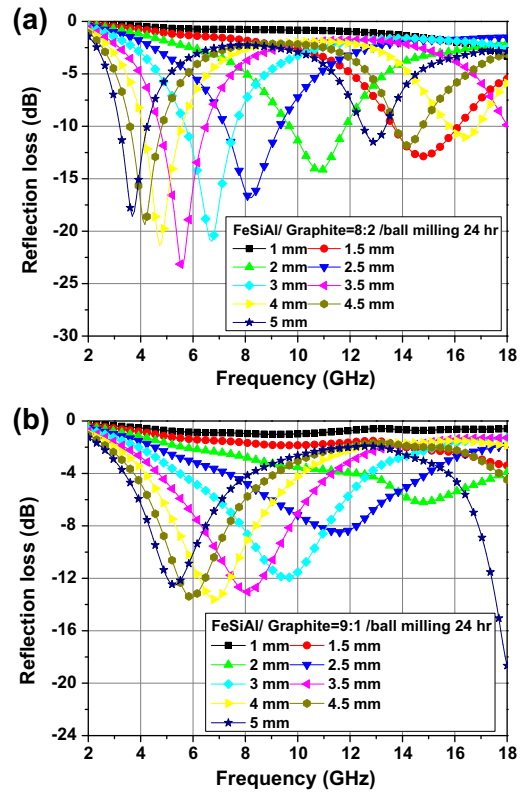 (a)
0
-5
-10
-15
-20
-25
-30
Reflection loss (dB)
FeSiAl/ Graphite=8:2 /ball milling 24 hr
1 mm 1.5 mm
2 mm 2.5 mm
3 mm 3.5 mm
4 mm 4.5 mm
5 mm
2 4 6 8 10 12 14 16 18
Frequency (GHz)
(b)
0
-4
-8
-12
-16
-20
-24
Reflection loss (dB)
FeSiAl/ Graphite=9:1 /ball milling 24 hr
1 mm 1.5 mm
2 mm 2.5 mm
3 mm 3.5 mm
4 mm 4.5 mm
5 mm
2 4 6 8 10 12 14 16 18
Frequency (GHz)